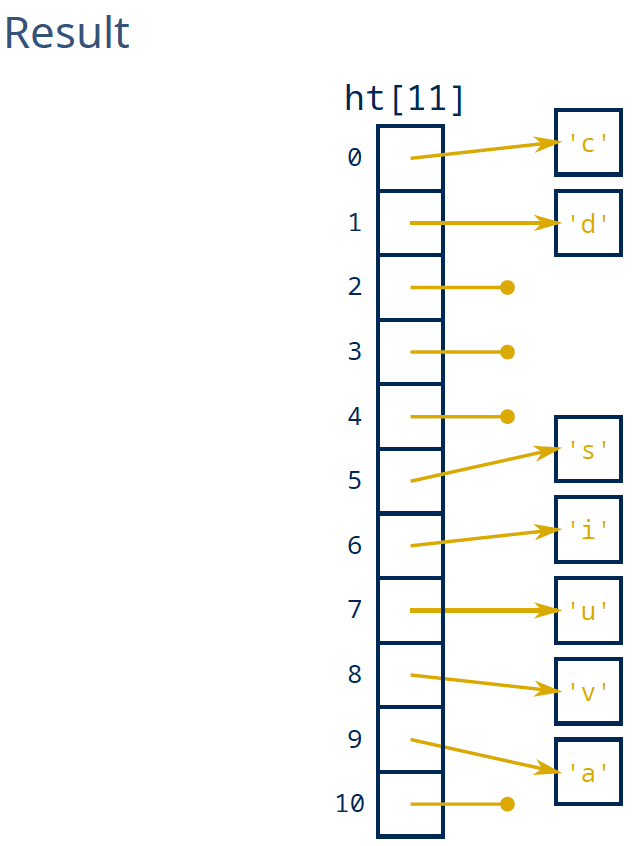 Result
ht[11]
0 'c'
1 'd'
2
3
4
5 's'
6 'i'
7 'u'
8 'v'
9 'a'
10